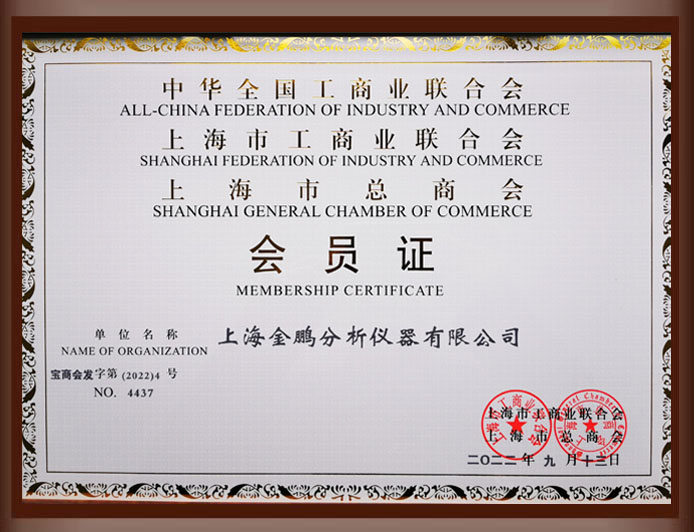 中华全国工商业联合会
ALL-CHINA FEDERATION OF INDUSTRY AND COMMERCE
上海市工商业联合会
SHANGHAI FEDERATION OF INDUSTRY AND COMMERCE
上海市总商会
SHANGHAI GENERAL CHAMBER OF COMMERCE
会员证
MEMBERSHIP CERTIFICATE
单位名称 上海金鹏分析仪器有限公司
NAME OF ORGANIZATION
宝商会发字第(2022)4号
NO. 4437
上海市工商业联合会
上海市总商会
二〇二二年九月十三日